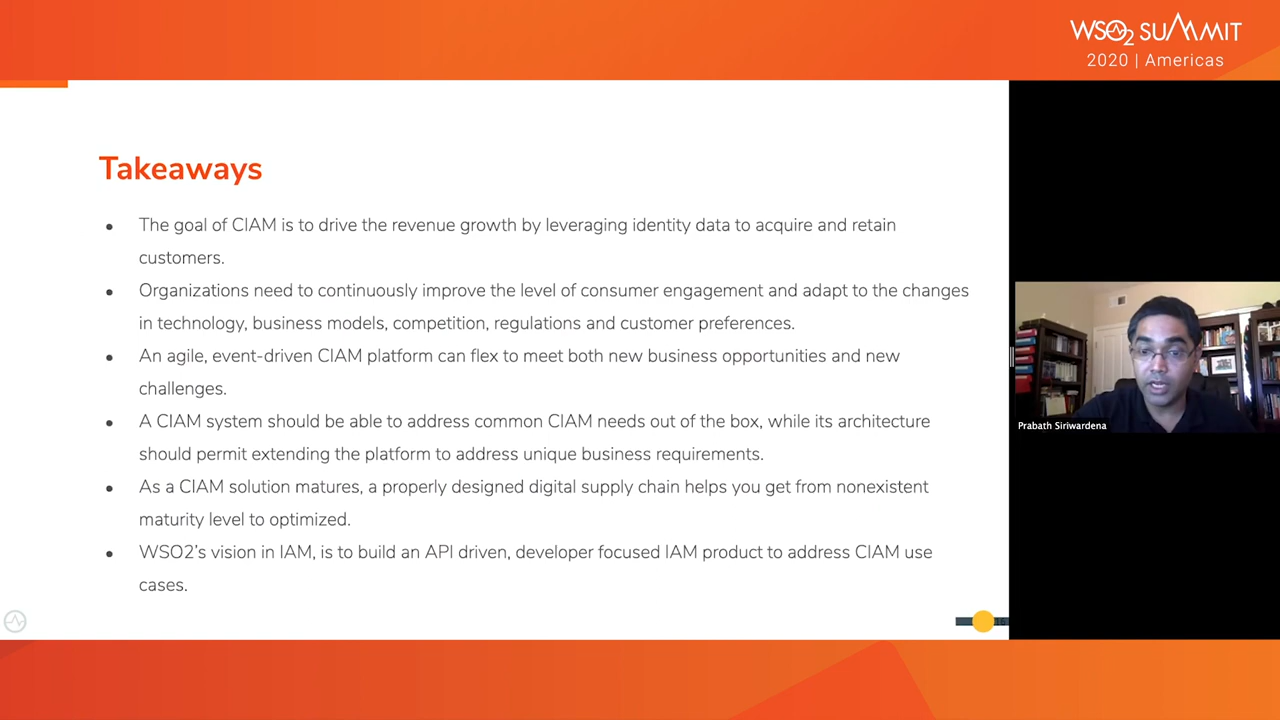 WSO2 SUMMIT
2020 | Americas
Takeaways
• The goal of CIAM is to drive the revenue growth by leveraging identity data to acquire and retain
customers.
• Organizations need to continuously improve the level of consumer engagement and adapt to the changes
in technology, business models, competition, regulations and customer preferences.
• An agile, event-driven CIAM platform can flex to meet both new business opportunities and new
challenges.
• A CIAM system should be able to address common CIAM needs out of the box, while its architecture
should permit extending the platform to address unique business requirements.
• As a CIAM solution matures, a properly designed digital supply chain helps you get from nonexistent
maturity level to optimized.
• WSO2's vision in IAM, is to build an API driven, developer focused IAM product to address CIAM use
cases.
Prabath Siriwardena